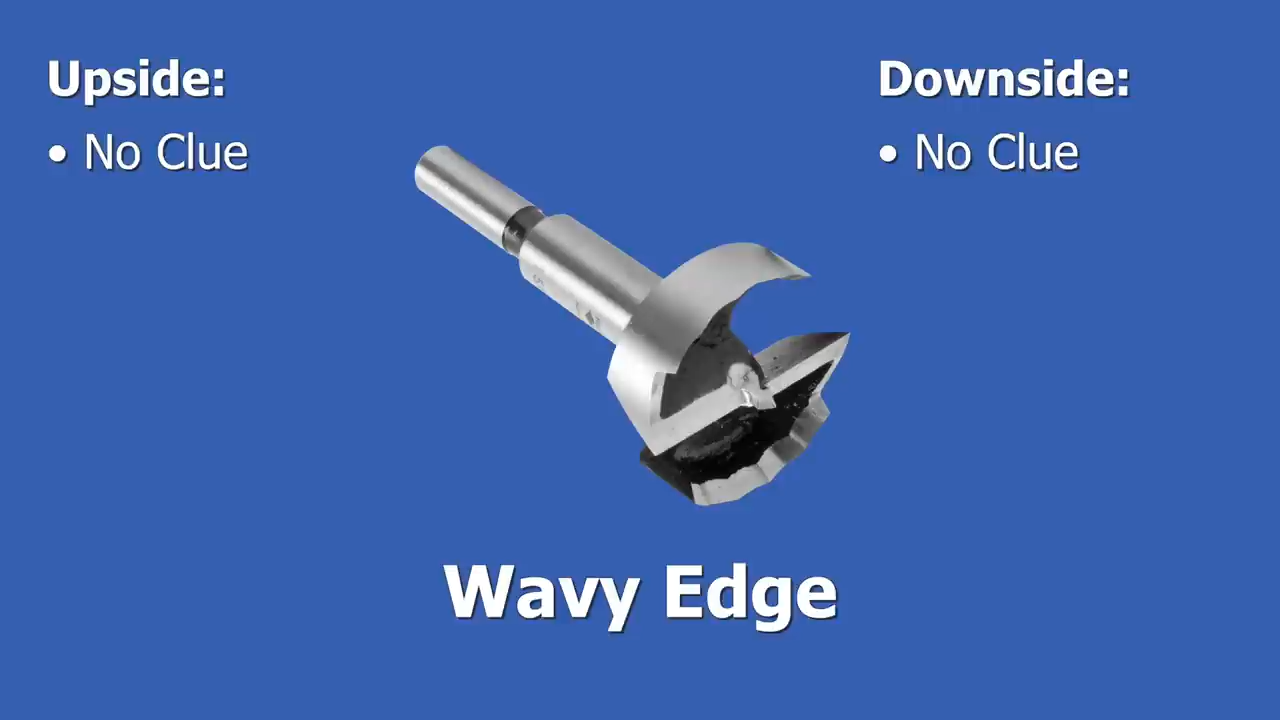 Upside:
• No Clue
Downside:
• No Clue
Wavy Edge